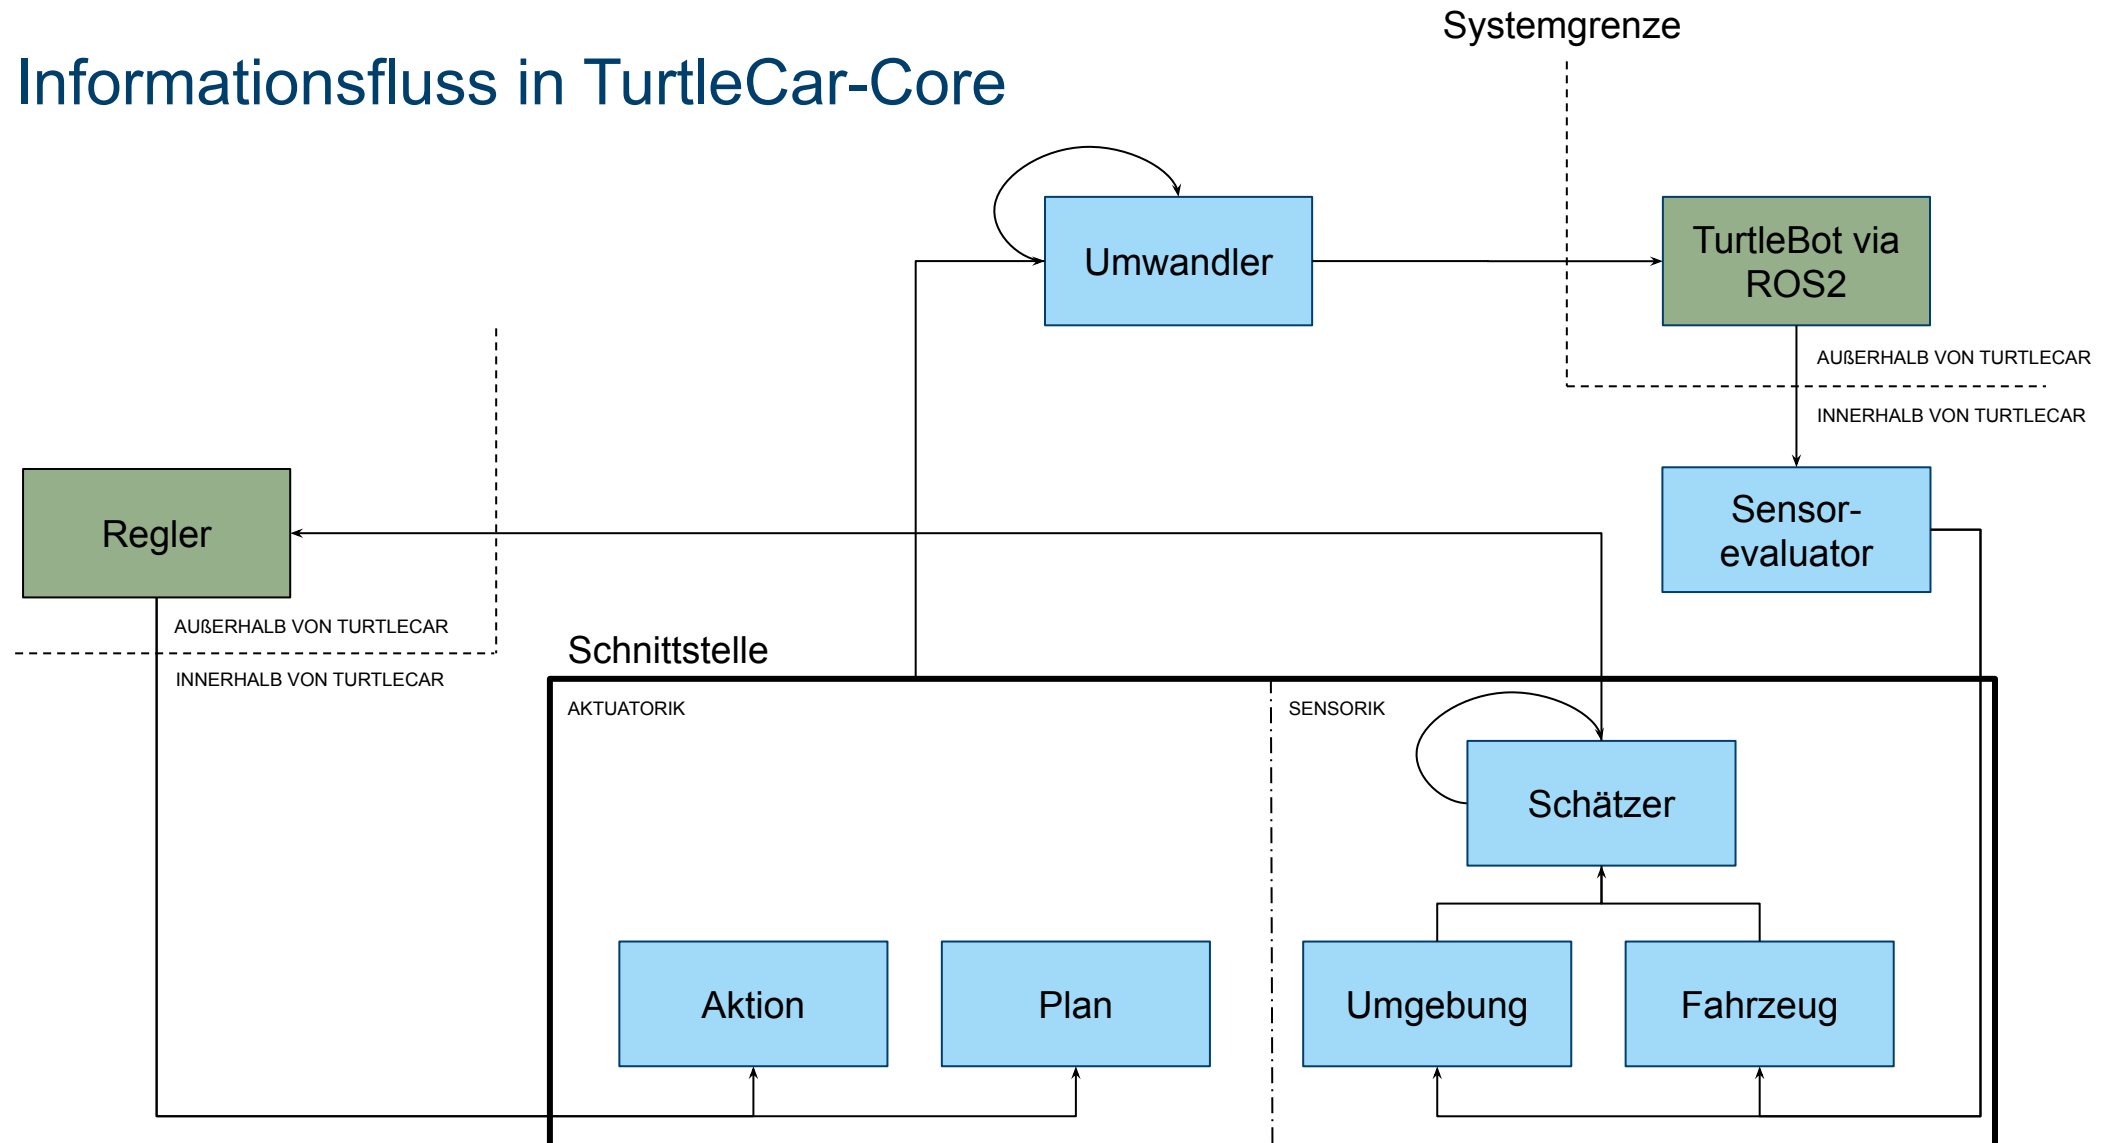 Systemgrenze
Informationsfluss in TurtleCar-Core
Umwandler
TurtleBot via
ROS2
AUßERHALB VON TURTLECAR
INNERHALB VON TURTLECAR
Regler
Sensor-
evaluator
AUßERHALB VON TURTLECAR
INNERHALB VON TURTLECAR
Schnittstelle
AKTUATORIK
SENSORIK
Schätzer
Aktion
Plan
Umgebung
Fahrzeug